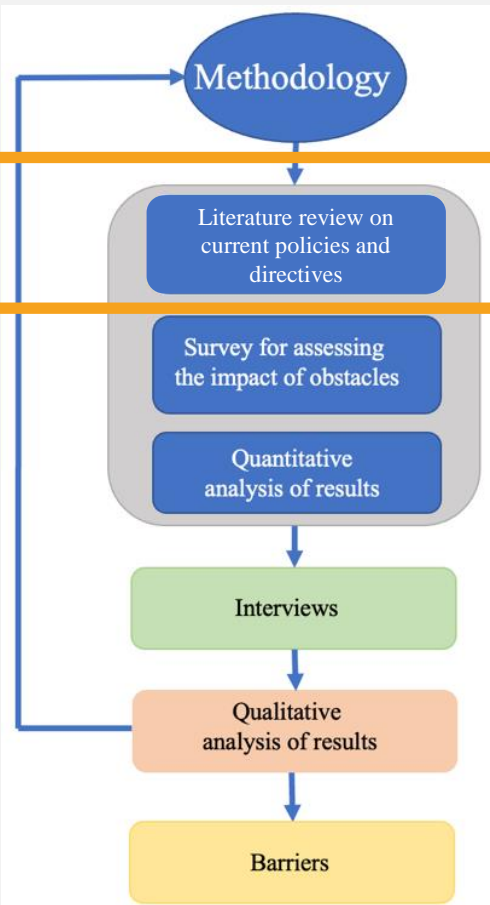 Methodology
Literature review on
current policies and
directives
Survey for assessing
the impact of obstacles
Quantitative
analysis of results
Interviews
Qualitative
analysis of results
Barriers